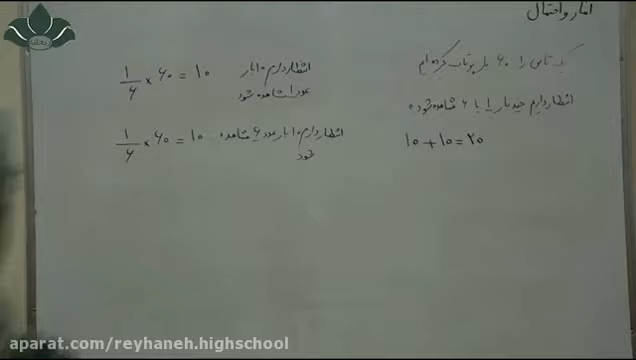 آمار و احتمال
یک تاس را ۶۰ بار پرتاب کرده ایم
انتظار داریم چند بار ۱ یا ۶ مشاهده شود؟
۱۰+۱۰=۲۰
۱/۶ × ۶۰ = ۱۰ انتظار داریم ۱۰ بار
عدد ۱ مشاهده شود
۱/۶ × ۶۰ = ۱۰ انتظار داریم ۱۰ بار عدد ۶ مشاهده
شود
ریحانه
aparat.com/reyhaneh.highschool